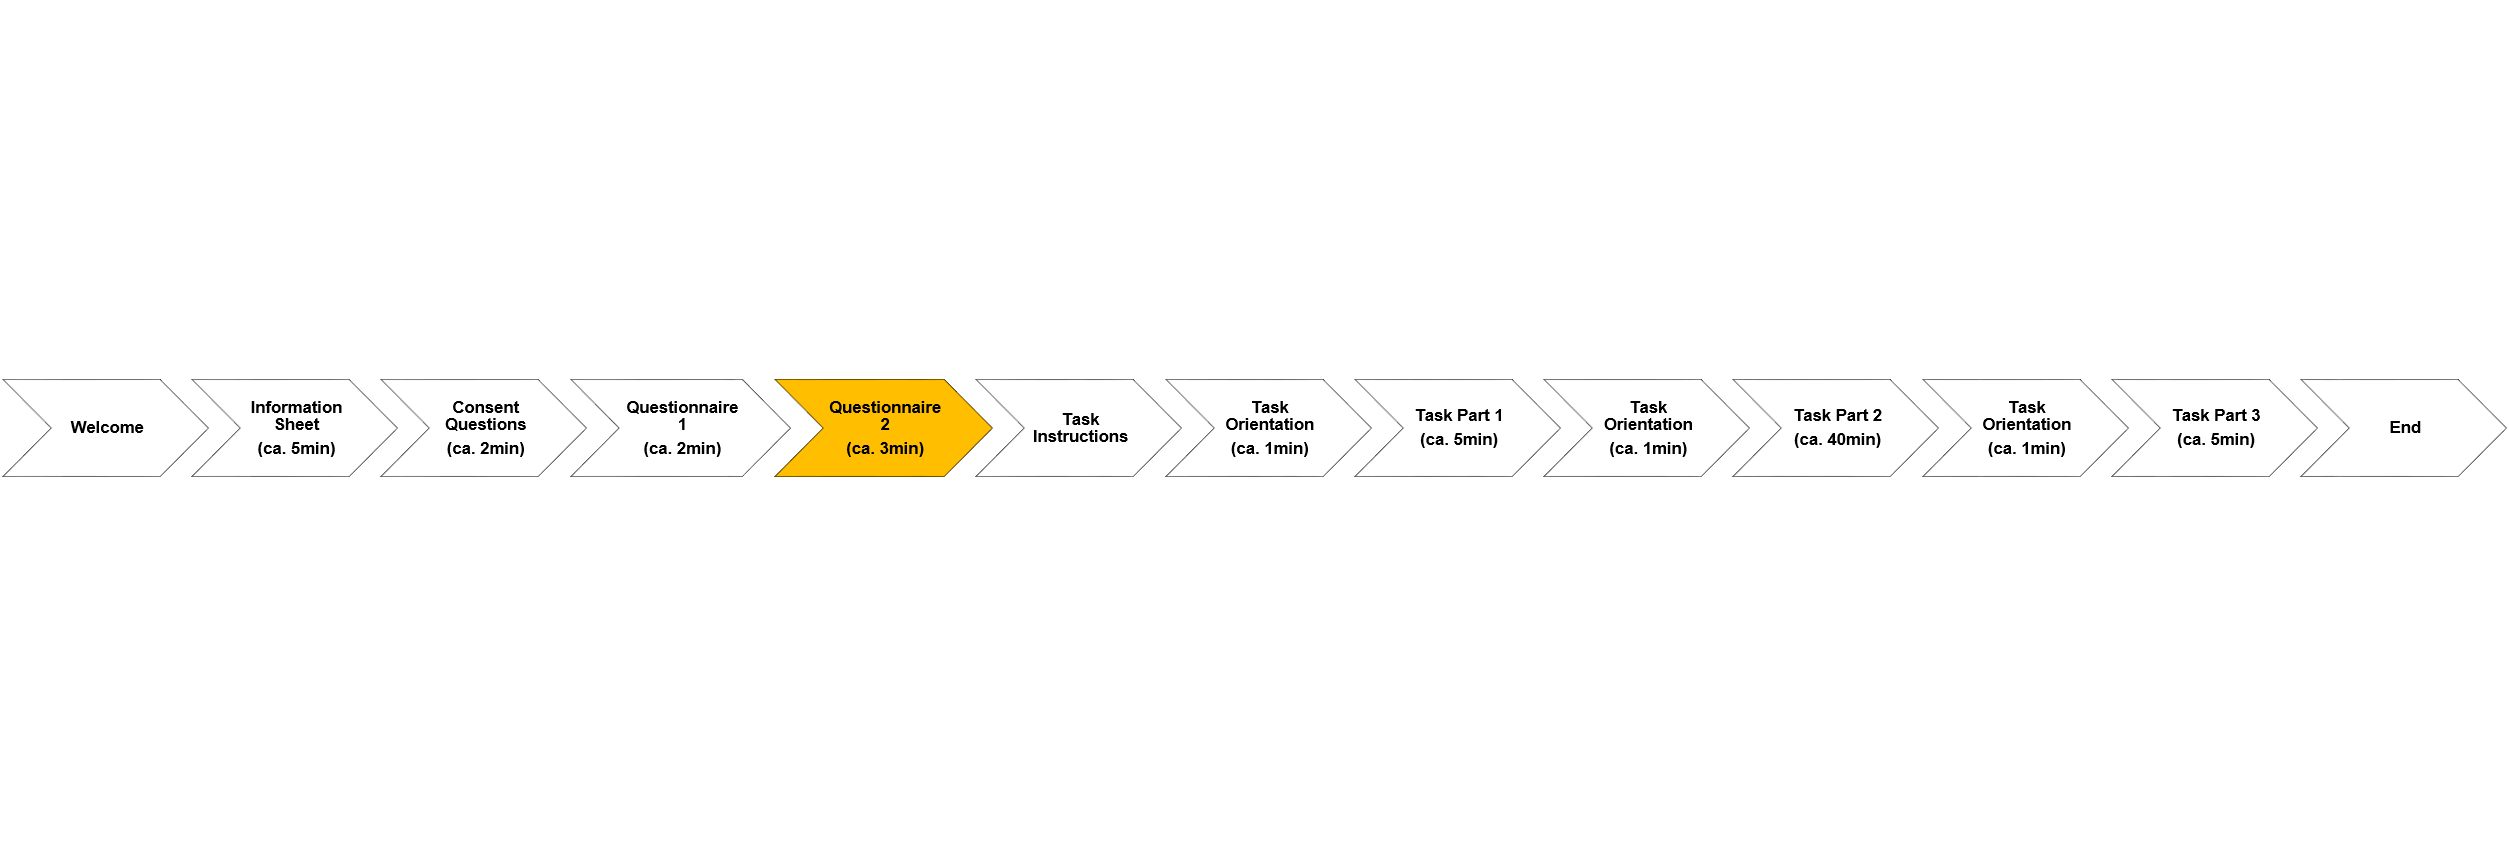 Welcome
Information
Sheet
(ca. 5min)
Consent
Questions
(ca. 2min)
Questionnaire
1
(ca. 2min)
Questionnaire
2
(ca. 3min)
Task
Instructions
Task
Orientation
(ca. 1min)
Task Part 1
(ca. 5min)
Task
Orientation
(ca. 1min)
Task Part 2
(ca. 40min)
Task
Orientation
(ca. 1min)
Task Part 3
(ca. 5min)
End